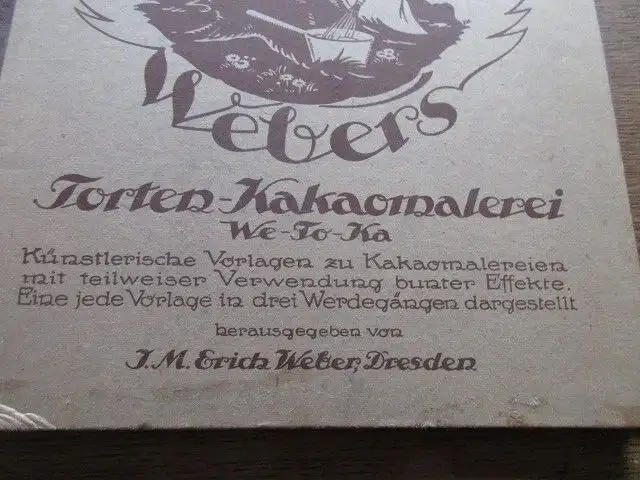 Webers
Torten-Kakaomalerei
We-To-Ka
Künstlerische Vorlagen zu Kakaomalereien
mit teilweiser Verwendung bunter Effekte.
Eine jede Vorlage in drei Werdegängen dargestellt
herausgegeben von
J. M. Erich Weber, Dresden